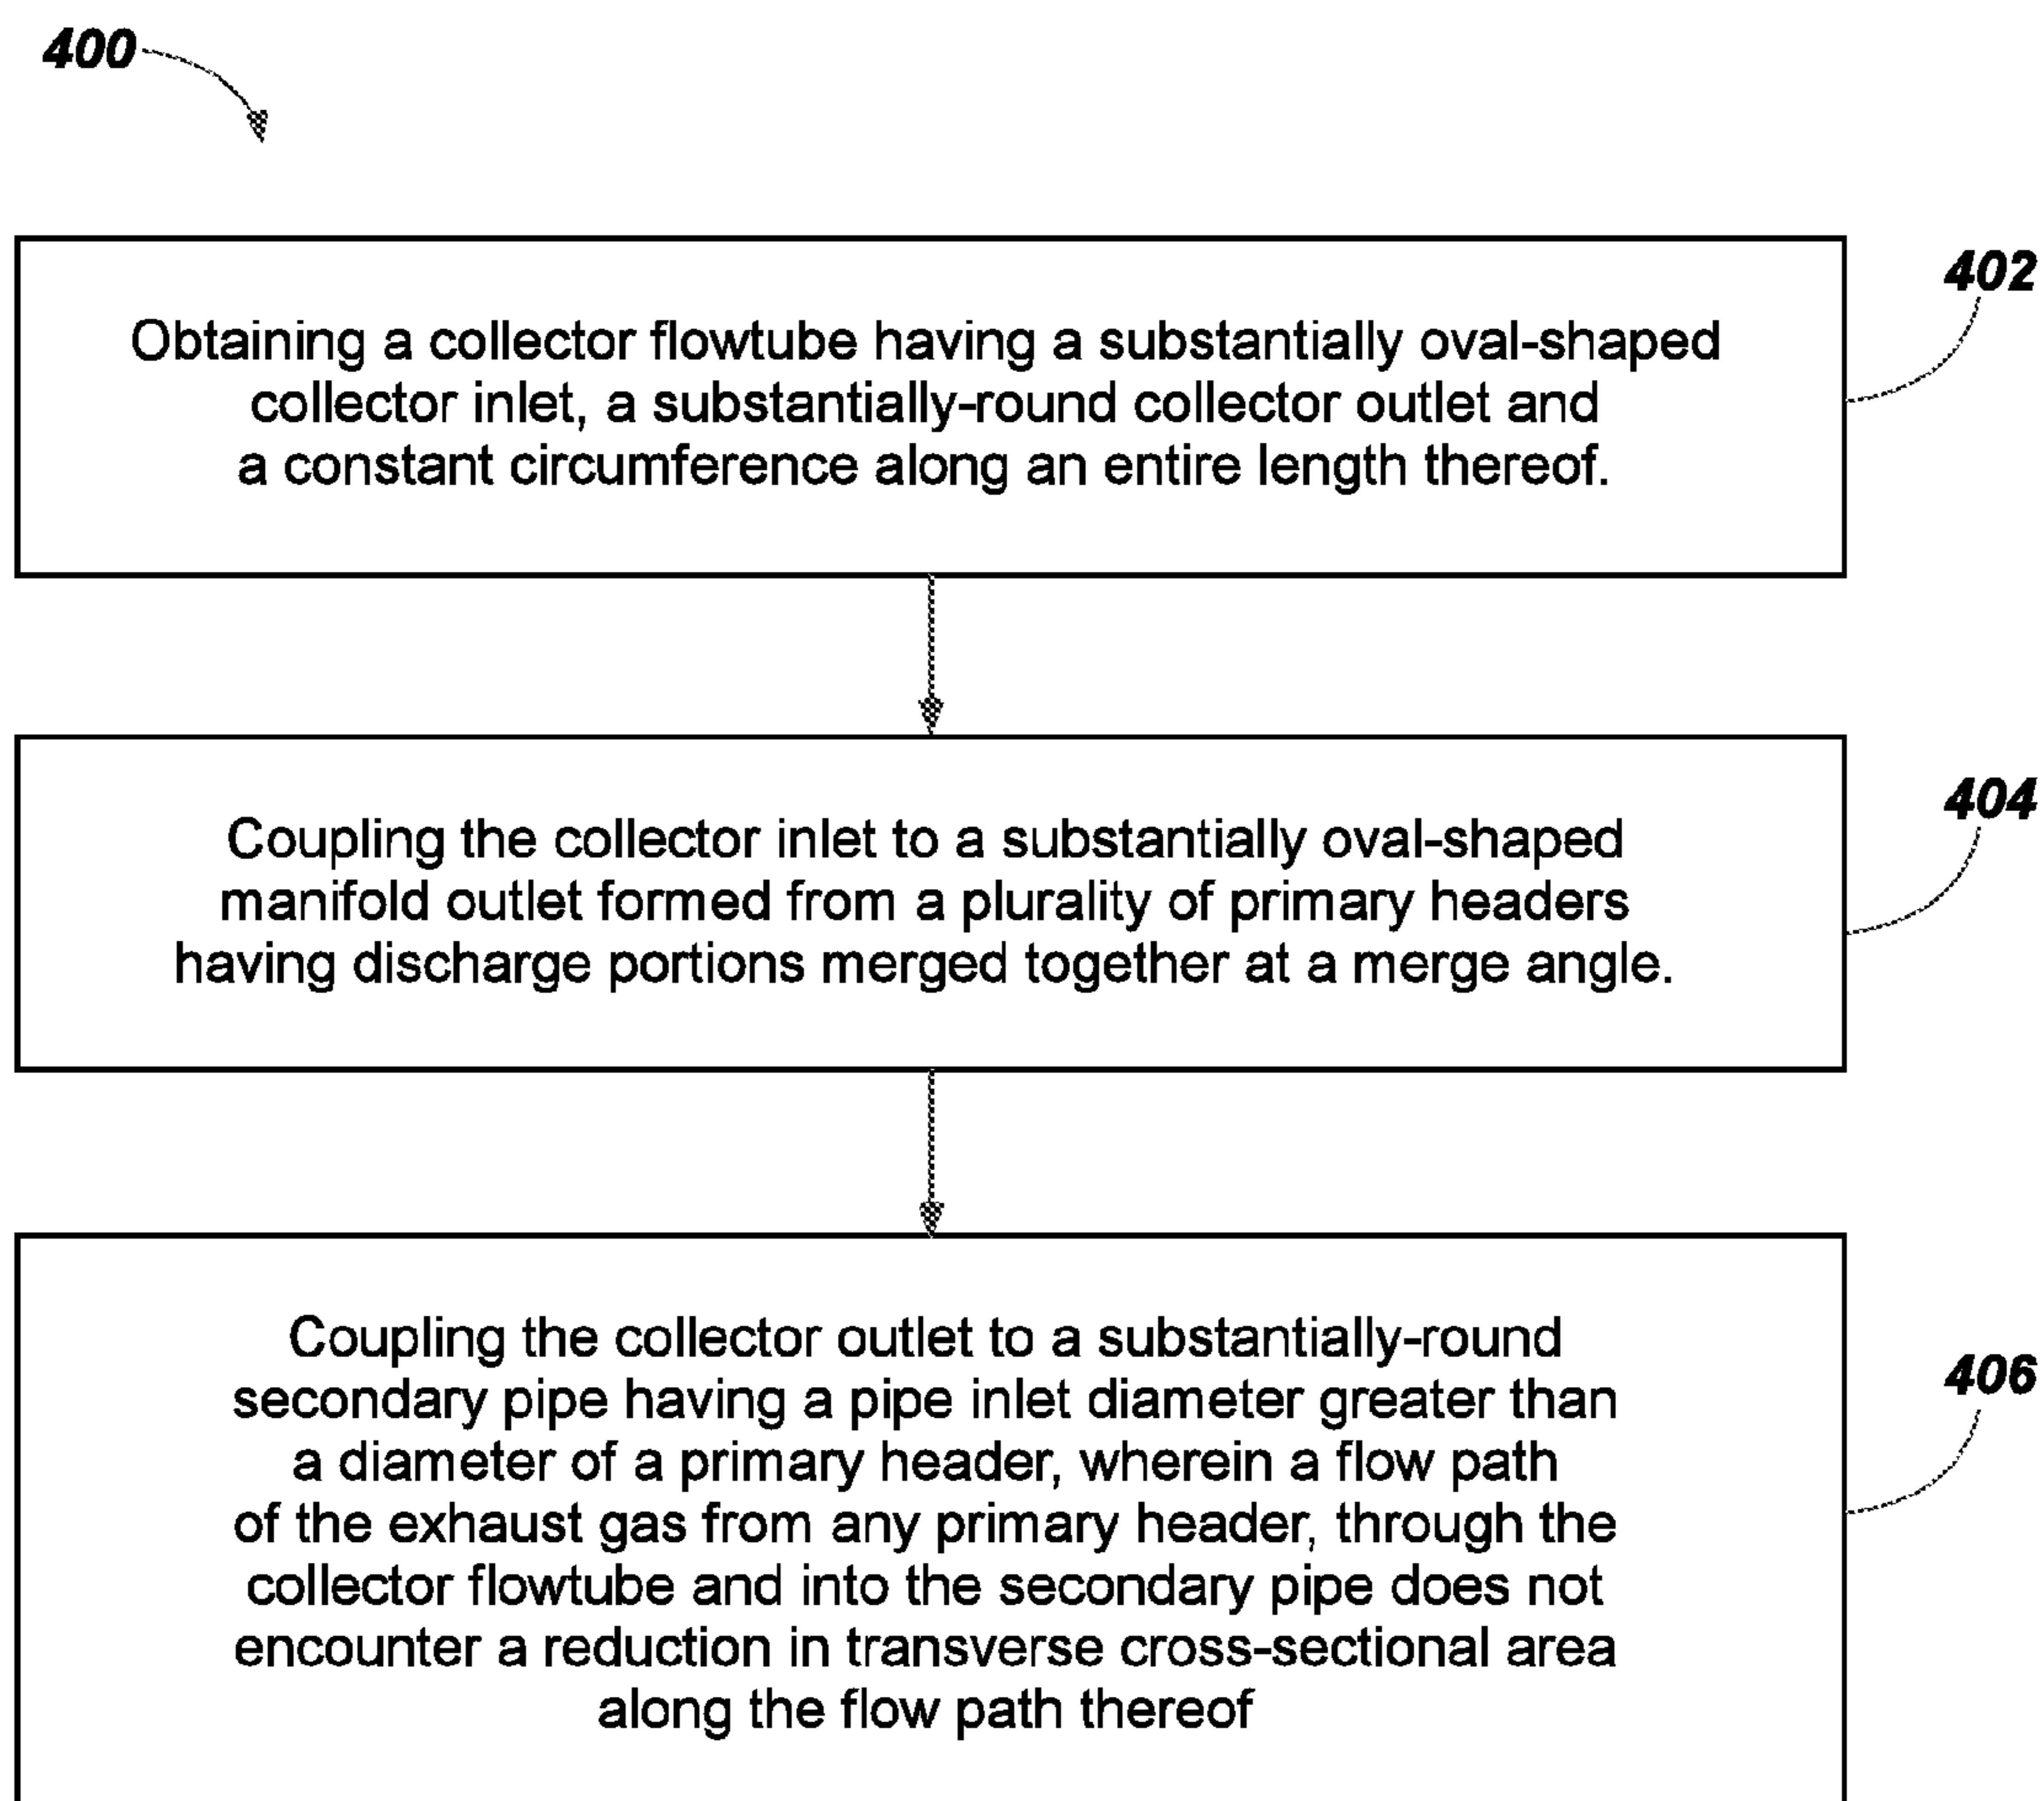 400
402
Obtaining a collector flowtube having a substantially oval-shaped
collector inlet, a substantially-round collector outlet and
a constant circumference along an entire length thereof.
404
Coupling the collector inlet to a substantially oval-shaped
manifold outlet formed from a plurality of primary headers
having discharge portions merged together at a merge angle.
406
Coupling the collector outlet to a substantially-round
secondary pipe having a pipe inlet diameter greater than
a diameter of a primary header, wherein a flow path
of the exhaust gas from any primary header, through the
collector flowtube and into the secondary pipe does not
encounter a reduction in transverse cross-sectional area
along the flow path thereof